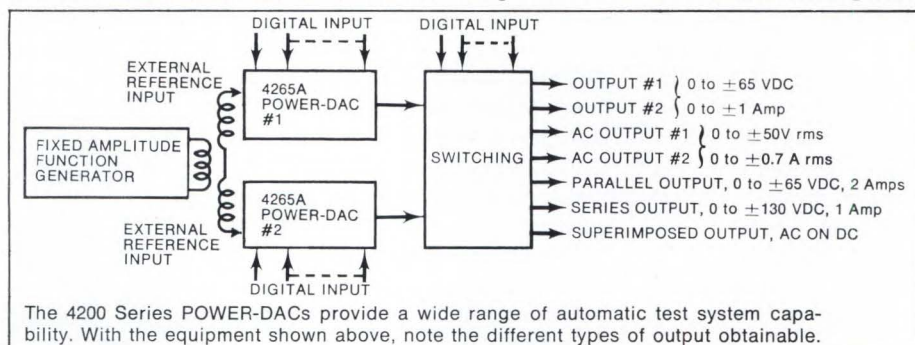 DIGITAL INPUT
DIGITAL INPUT
EXTERNAL
REFERENCE
INPUT
4265A
POWER-DAC
#1
FIXED AMPLITUDE
FUNCTION
GENERATOR
SWITCHING
OUTPUT #1 } 0 to ±65 VDC
OUTPUT #2 } 0 to ±1 Amp
AC OUTPUT #1 } 0 to ±50V rms
AC OUTPUT #2 } 0 to ±0.7 A rms
PARALLEL OUTPUT, 0 to ±65 VDC, 2 Amps
SERIES OUTPUT, 0 to ±130 VDC, 1 Amp
SUPERIMPOSED OUTPUT, AC ON DC
4265A
POWER-DAC
#2
EXTERNAL
REFERENCE
INPUT
DIGITAL INPUT
The 4200 Series POWER-DACs provide a wide range of automatic test system capa-
bility. With the equipment shown above, note the different types of output obtainable.